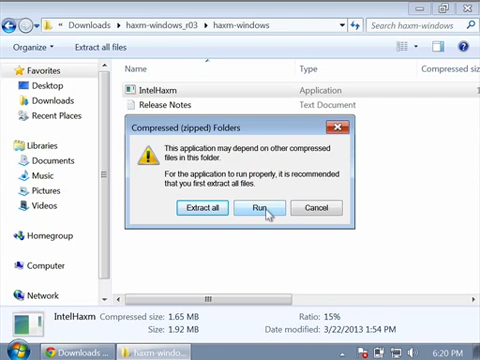 Downloads ▸ haxm-windows_r03 ▸ haxm-windows
Search haxm-windows
Organize
Extract all files
Favorites
Desktop
Downloads
Recent Places
Libraries
Documents
Music
Pictures
Videos
Homegroup
Computer
Network
Name
Type
Compressed
IntelHaxm
Application
1
Release Notes
Text Document
Compressed (zipped) Folders
This application may depend on other compressed
files in this folder.
For the application to run properly, it is recommended
that you first extract all files.
Extract all
Run
Cancel
IntelHaxm
Compressed size: 1.65 MB
Size: 1.92 MB
Ratio: 15%
Date modified: 3/22/2013 1:54 PM
Downloads ...
haxm-windo...
6:20 PM